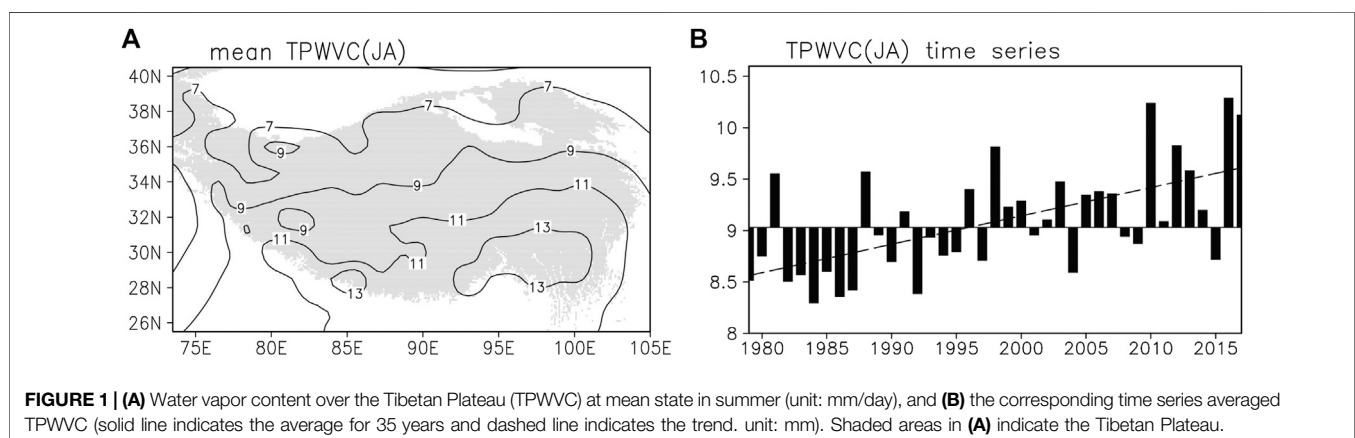 A
mean TPWVC(JA)
40N
38N
36N
34N
32N
30N
28N
26N
75E 80E 85E 90E 95E 100E 105E
7
7
7
7
9
9
9
9
9
11
11
11
11
13
13
13
B
TPWVC(JA) time series
10.5
10
9.5
9
8.5
8
1980 1985 1990 1995 2000 2005 2010 2015
FIGURE 1 | (A) Water vapor content over the Tibetan Plateau (TPWVC) at mean state in summer (unit: mm/day), and (B) the corresponding time series averaged
TPWVC (solid line indicates the average for 35 years and dashed line indicates the trend. unit: mm). Shaded areas in (A) indicate the Tibetan Plateau.